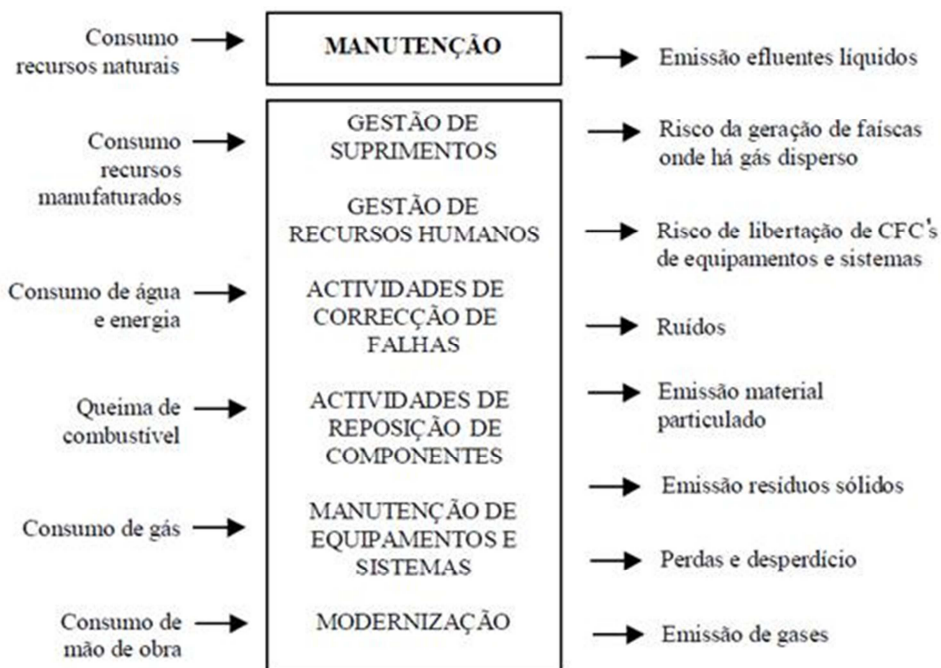 Consumo
recursos naturais
Consumo
recursos
manufaturados
Consumo de água
e energia
Queima de
combustível
Consumo de gás
Consumo de
mão de obra
MANUTENÇÃO
GESTÃO DE
SUPRIMENTOS
GESTÃO DE
RECURSOS HUMANOS
ACTIVIDADES DE
CORRECÇÃO DE
FALHAS
ACTIVIDADES DE
REPOSIÇÃO DE
COMPONENTES
MANUTENÇÃO DE
EQUIPAMENTOS E
SISTEMAS
MODERNIZAÇÃO
Emissão efluentes líquidos
Risco da geração de faíscas
onde há gás disperso
Risco de libertação de CFC's
de equipamentos e sistemas
Ruídos
Emissão material
particulado
Emissão resíduos sólidos
Perdas e desperdício
Emissão de gases